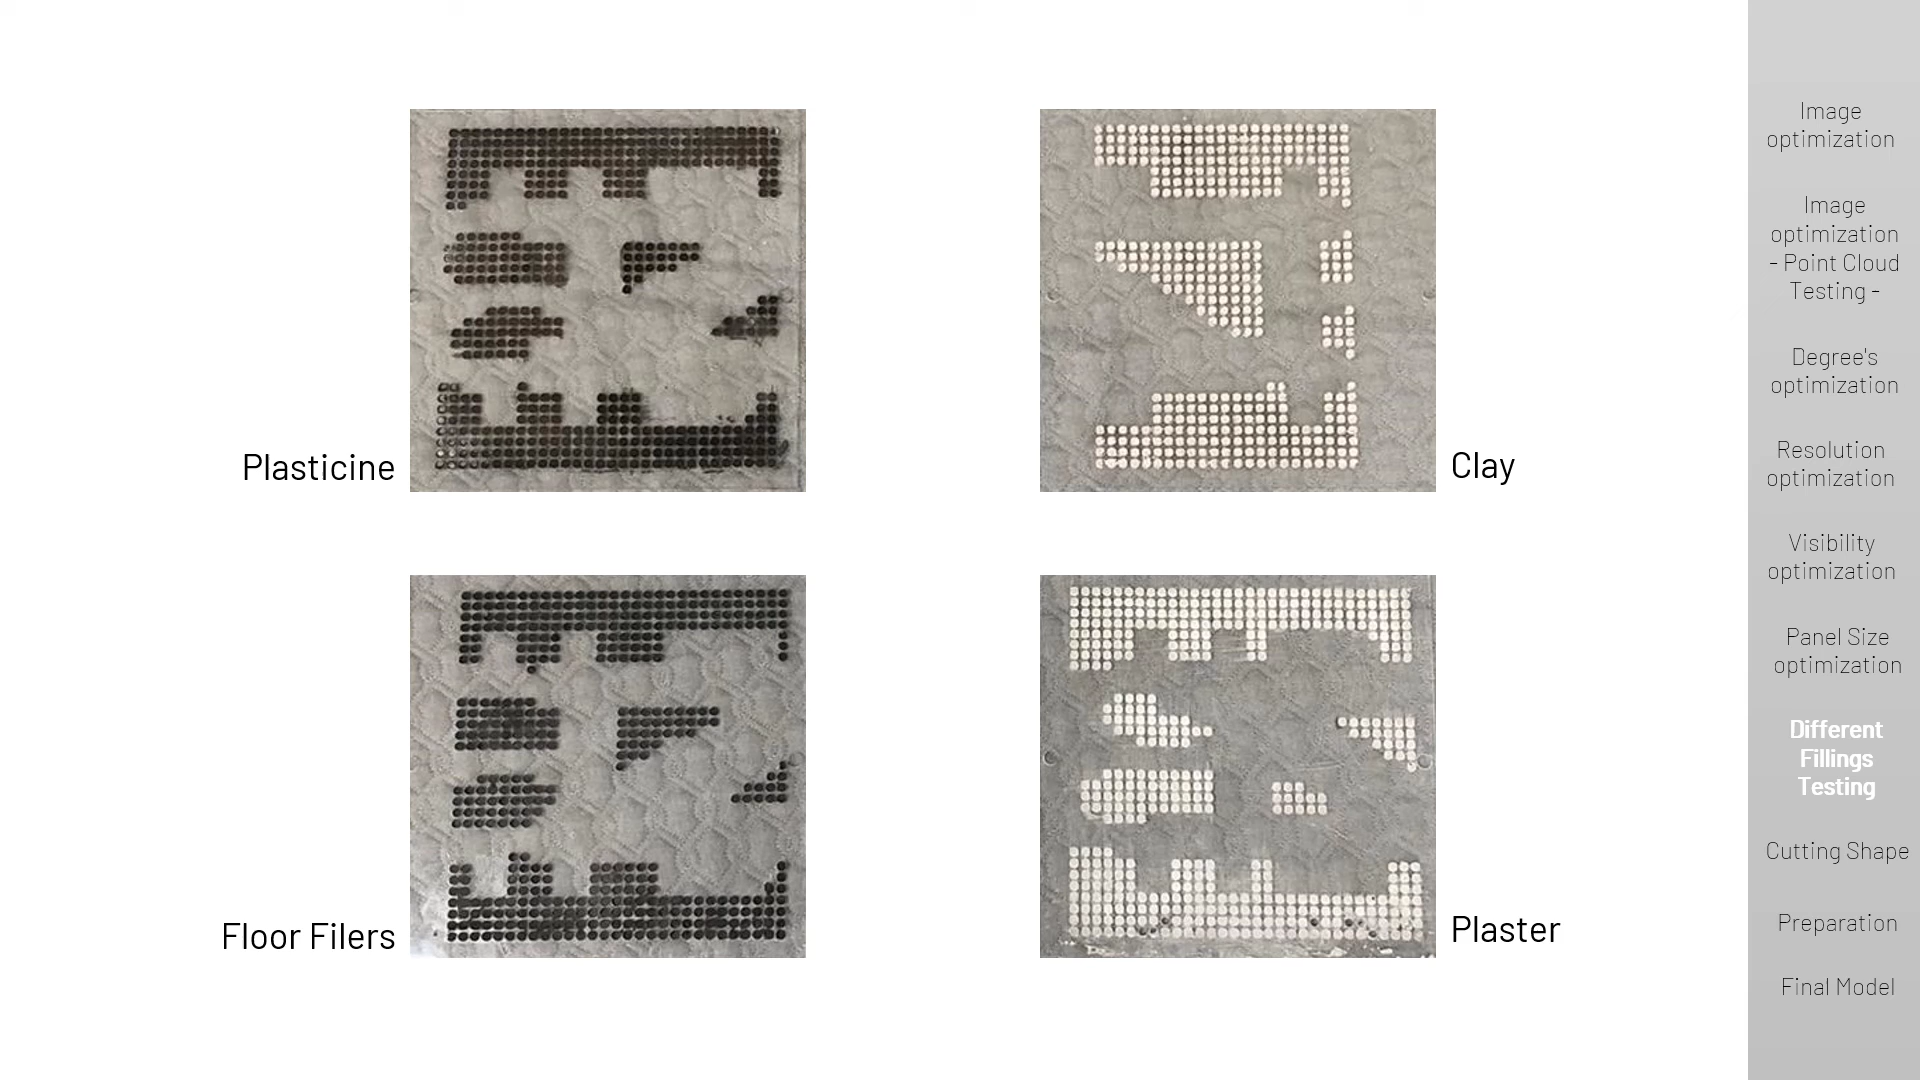 Plasticine
Clay
Floor Filers
Plaster
Image
optimization
Image
optimization
- Point Cloud
Testing -
Degree's
optimization
Resolution
optimization
Visibility
optimization
Panel Size
optimization
Different
Fillings
Testing
Cutting Shape
Preparation
Final Model